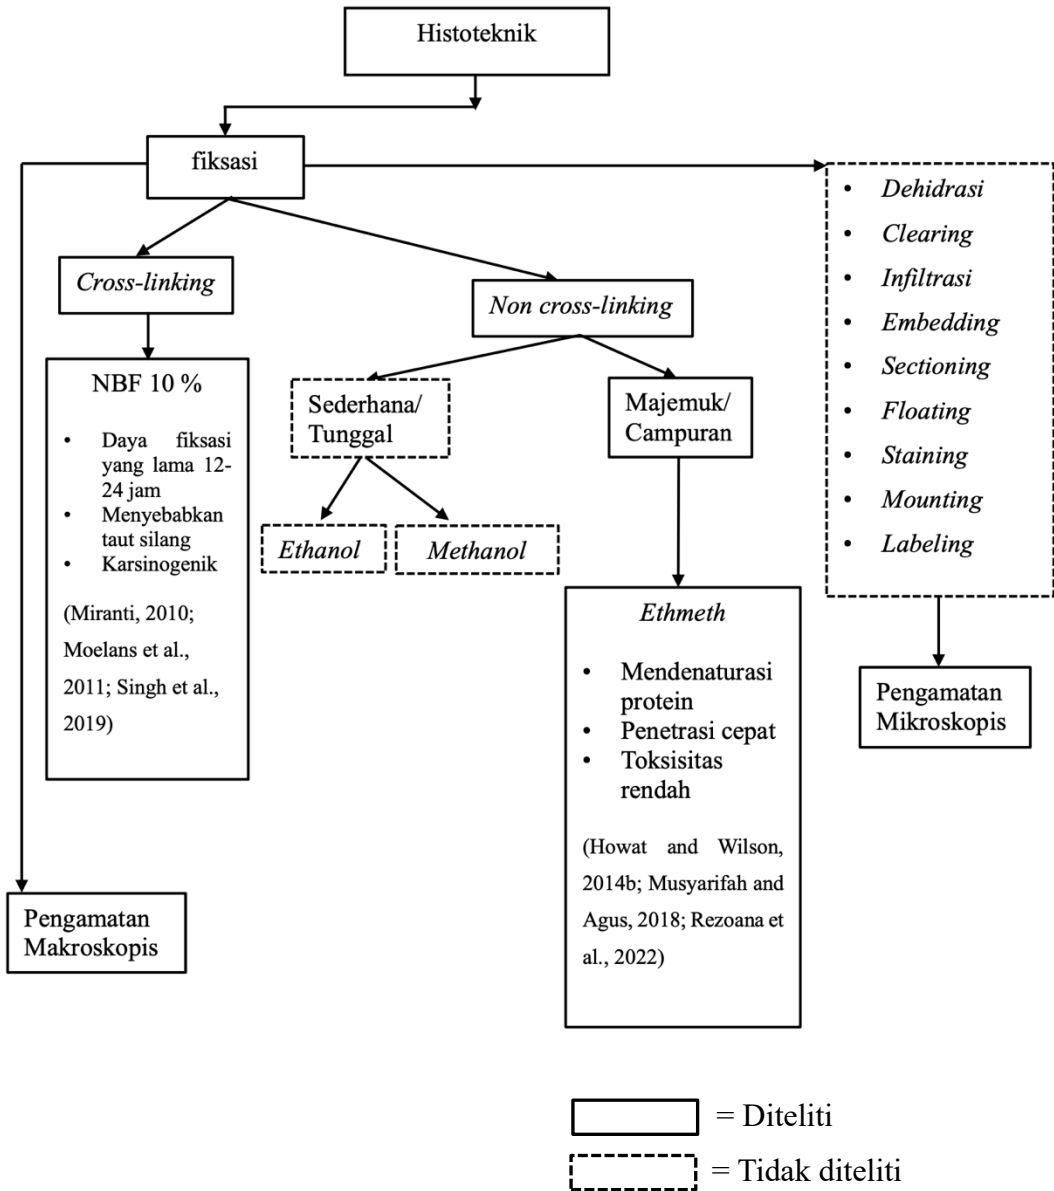 Histoteknik
fiksasi
Cross-linking
NBF 10 %
• Daya fiksasi
yang lama 12-
24 jam
• Menyebabkan
taut silang
• Karsinogenik
(Miranti, 2010;
Moelans et al.,
2011; Singh et al.,
2019)
Non cross-linking
Sederhana/
Tunggal
Ethanol
Methanol
Majemuk/
Campuran
Ethmeth
• Mendenaturasi
protein
• Penetrasi cepat
• Toksisitas
rendah
(Howat and Wilson,
2014b; Musyarifah and
Agus, 2018; Rezoana et
al., 2022)
• Dehidrasi
• Clearing
• Infiltrasi
• Embedding
• Sectioning
• Floating
• Staining
• Mounting
• Labeling
Pengamatan
Mikroskopis
Pengamatan
Makroskopis
= Diteliti
= Tidak diteliti